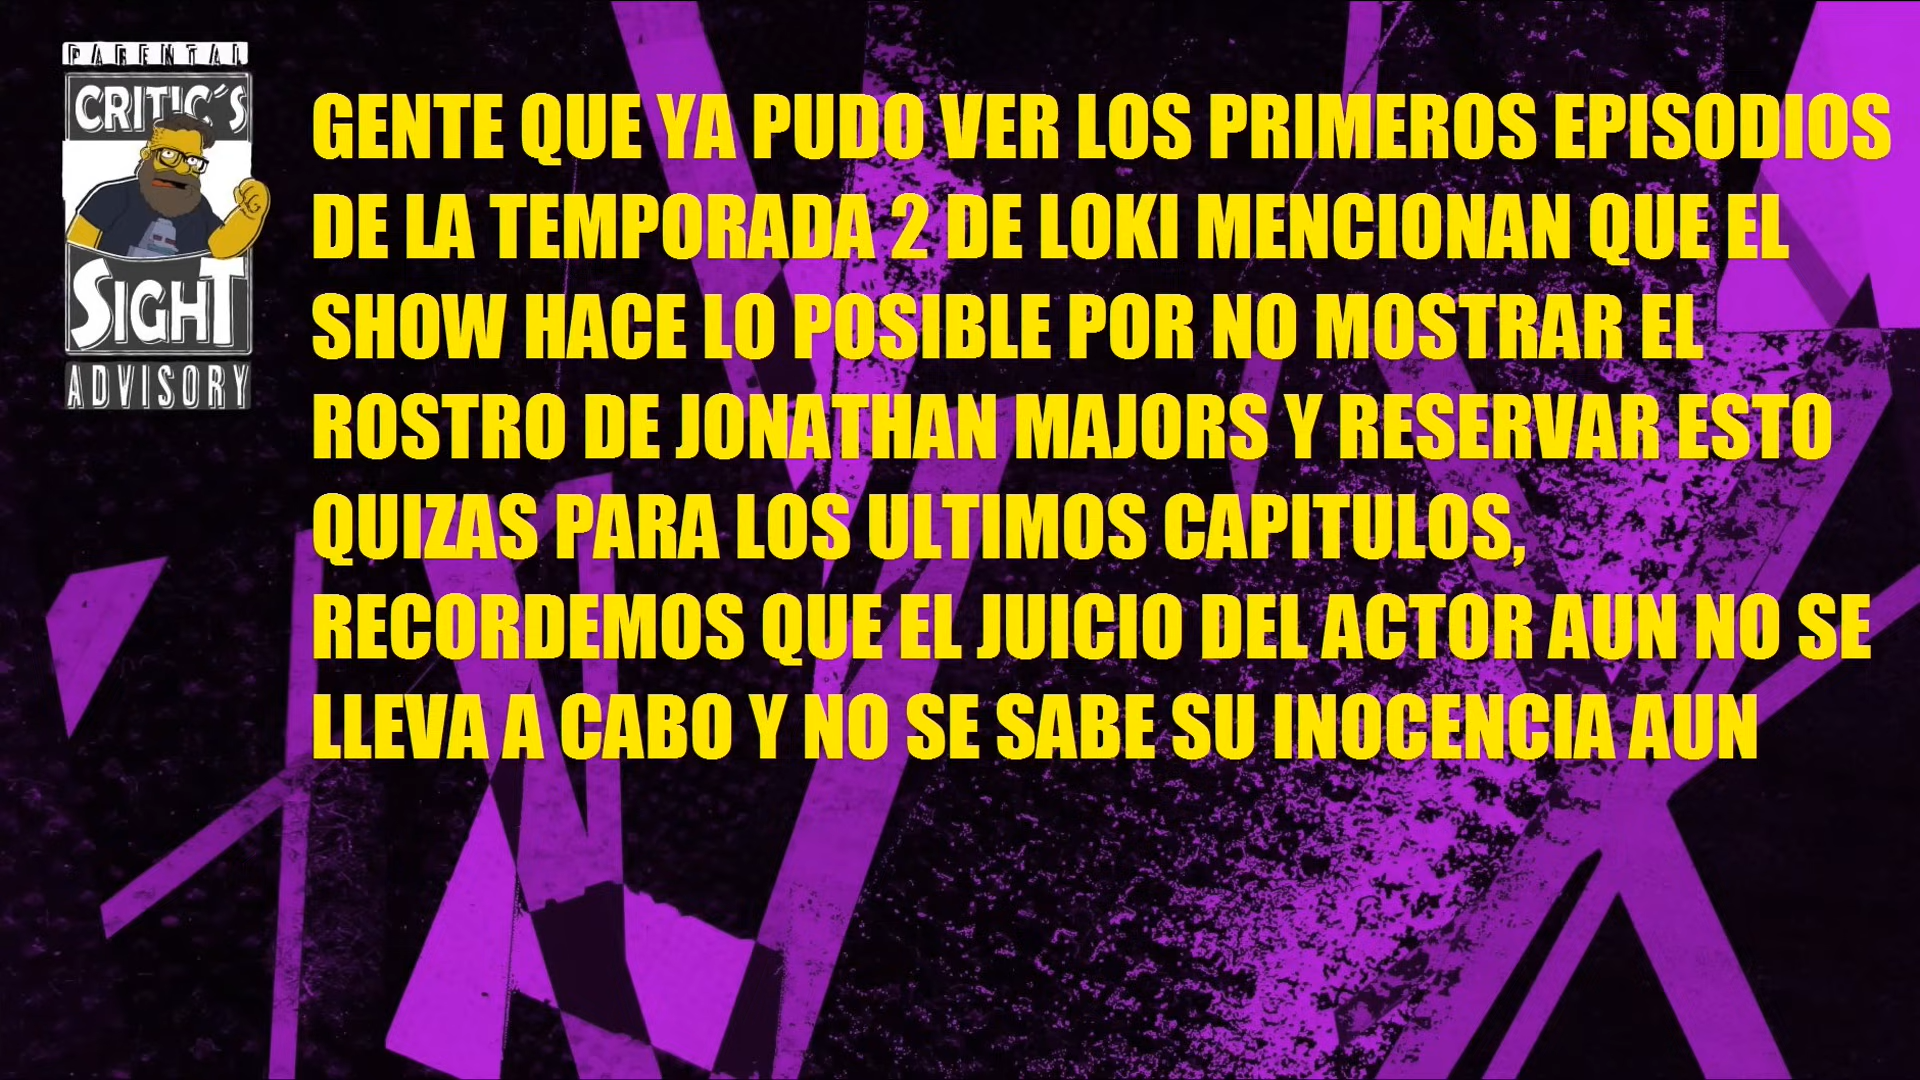 PARENTAL
CRITIC´S
SIGHT
ADVISORY
GENTE QUE YA PUDO VER LOS PRIMEROS EPISODIOS
DE LA TEMPORADA 2 DE LOKI MENCIONAN QUE EL
SHOW HACE LO POSIBLE POR NO MOSTRAR EL
ROSTRO DE JONATHAN MAJORS Y RESERVAR ESTO
QUIZAS PARA LOS ULTIMOS CAPITULOS,
RECORDEMOS QUE EL JUICIO DEL ACTOR AUN NO SE
LLEVA A CABO Y NO SE SABE SU INOCENCIA AUN